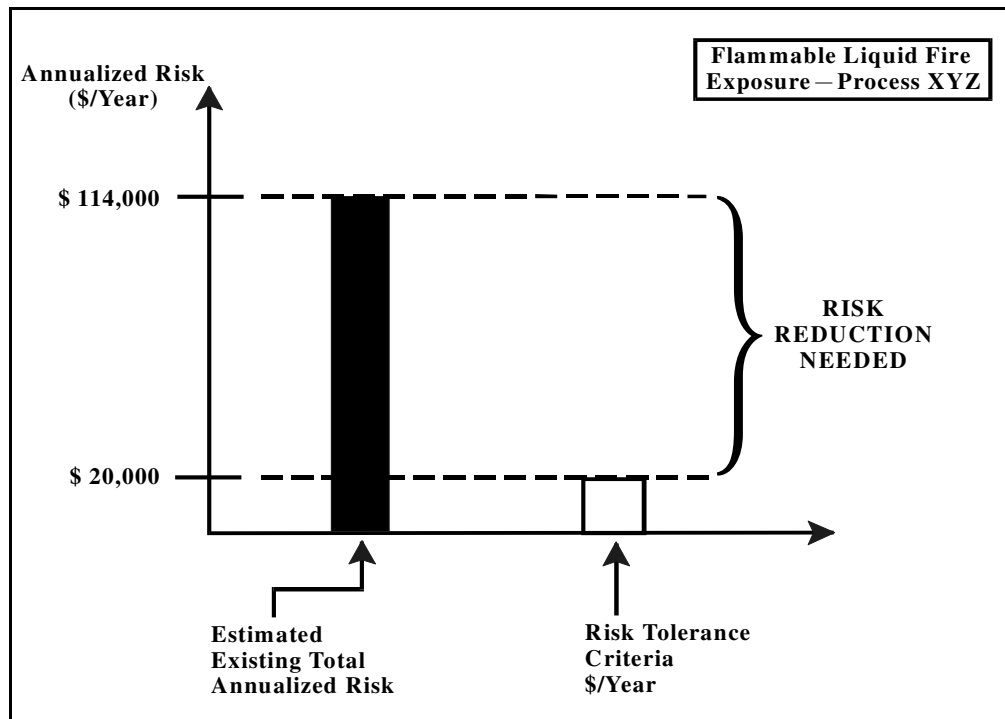 Flammable Liquid Fire
Exposure — Process XYZ
Annualized Risk
($/Year)
$ 114,000
RISK
REDUCTION
NEEDED
$ 20,000
Estimated
Existing Total
Annualized Risk
Risk Tolerance
Criteria
$/Year